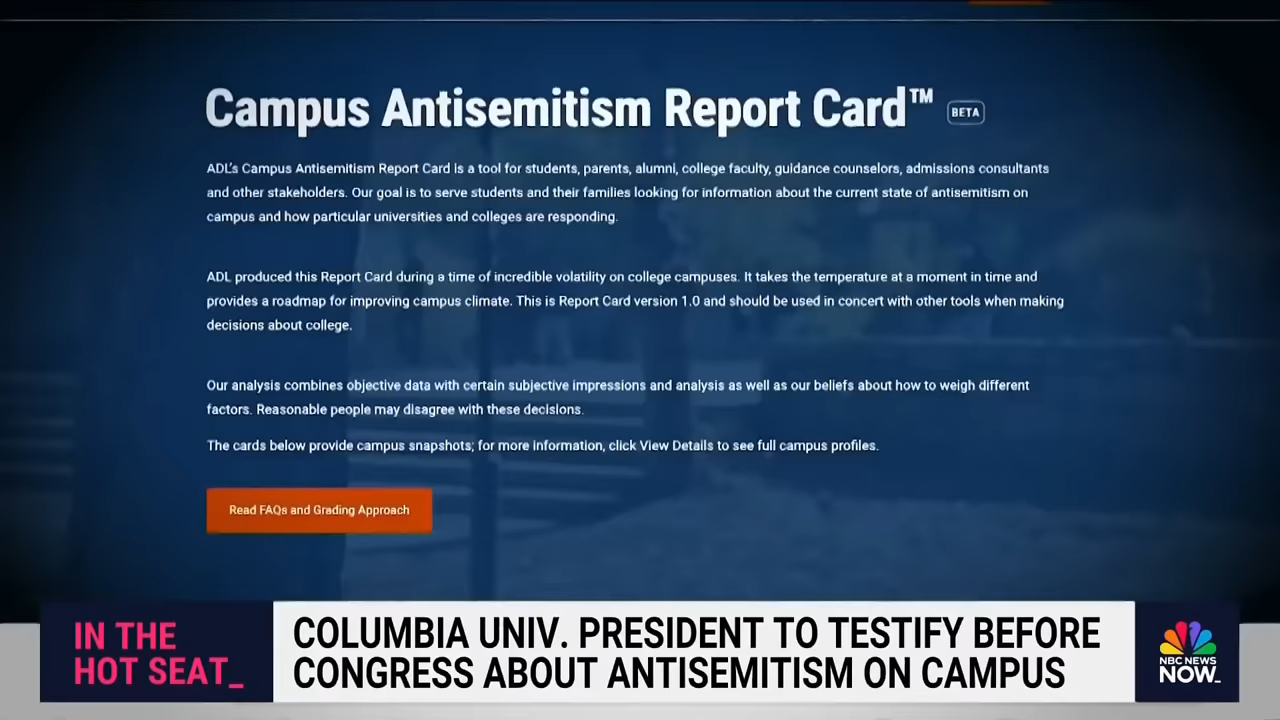 Campus Antisemitism Report Card™ BETA
ADL's Campus Antisemitism Report Card is a tool for students, parents, alumni, college faculty, guidance counselors, admissions consultants
and other stakeholders. Our goal is to serve students and their families looking for information about the current state of antisemitism on
campus and how particular universities and colleges are responding.
ADL produced this Report Card during a time of incredible volatility on college campuses. It takes the temperature at a moment in time and
provides a roadmap for improving campus climate. This is Report Card version 1.0 and should be used in concert with other tools when making
decisions about college.
Our analysis combines objective data with certain subjective impressions and analysis as well as our beliefs about how to weigh different
factors. Reasonable people may disagree with these decisions.
The cards below provide campus snapshots; for more information, click View Details to see full campus profiles.
Read FAQs and Grading Approach
IN THE
HOT SEAT_
COLUMBIA UNIV. PRESIDENT TO TESTIFY BEFORE
CONGRESS ABOUT ANTISEMITISM ON CAMPUS
NBC NEWS
NOW_